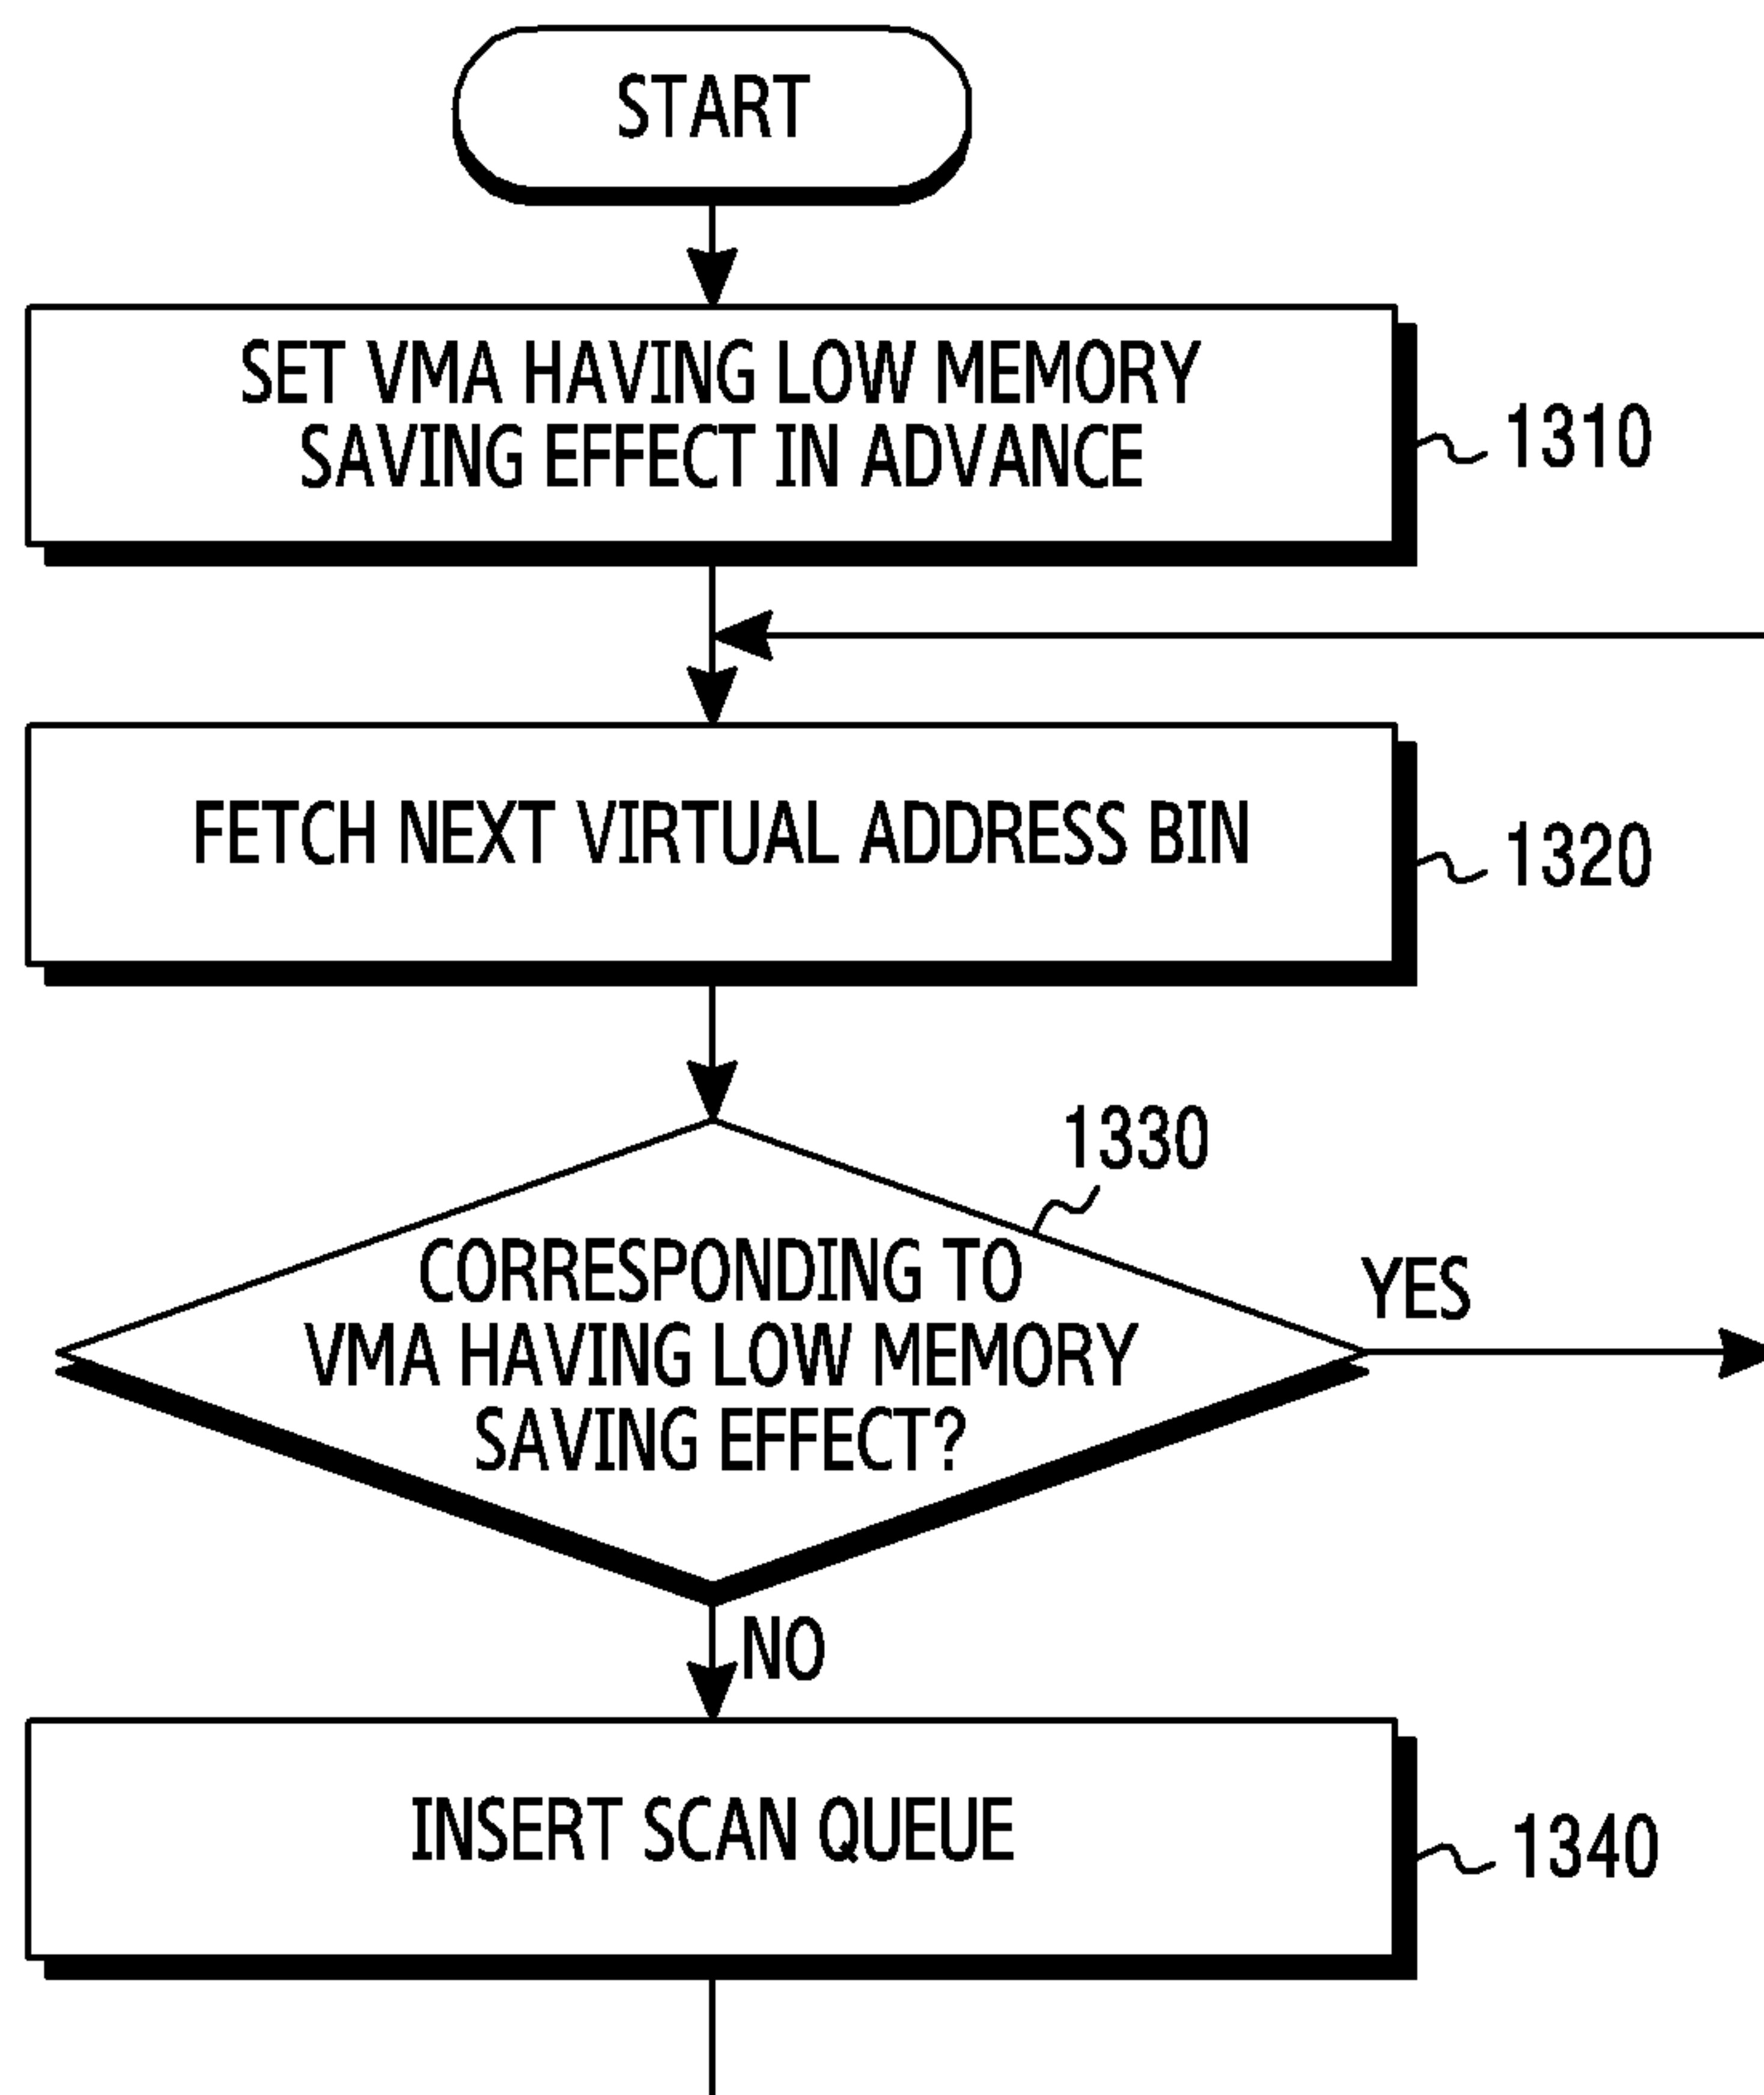 START
SET VMA HAVING LOW MEMORY
SAVING EFFECT IN ADVANCE
1310
FETCH NEXT VIRTUAL ADDRESS BIN
1320
1330
CORRESPONDING TO
VMA HAVING LOW MEMORY
SAVING EFFECT?
YES
NO
INSERT SCAN QUEUE
1340